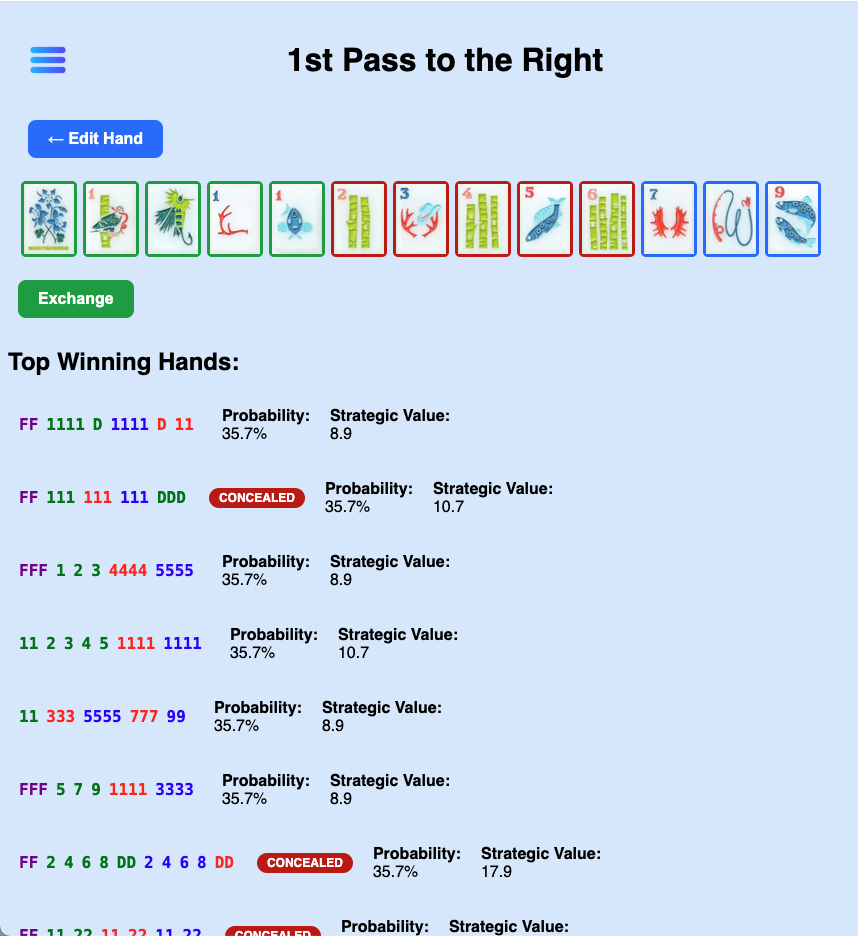 1st Pass to the Right
← Edit Hand
1 1 1 2 3 4 5 6 7 9
Exchange
Top Winning Hands:
FF 1111 D 1111 D 11 Probability: Strategic Value:
35.7% 8.9
FF 111 111 111 DDD CONCEALED Probability: Strategic Value:
35.7% 10.7
FFF 1 2 3 4444 5555 Probability: Strategic Value:
35.7% 8.9
11 2 3 4 5 1111 1111 Probability: Strategic Value:
35.7% 10.7
11 333 5555 777 99 Probability: Strategic Value:
35.7% 8.9
FFF 5 7 9 1111 3333 Probability: Strategic Value:
35.7% 8.9
FF 2 4 6 8 DD 2 4 6 8 DD CONCEALED Probability: Strategic Value:
35.7% 17.9
FF 11 22 11 22 11 22 CONCEALED Probability: Strategic Value: